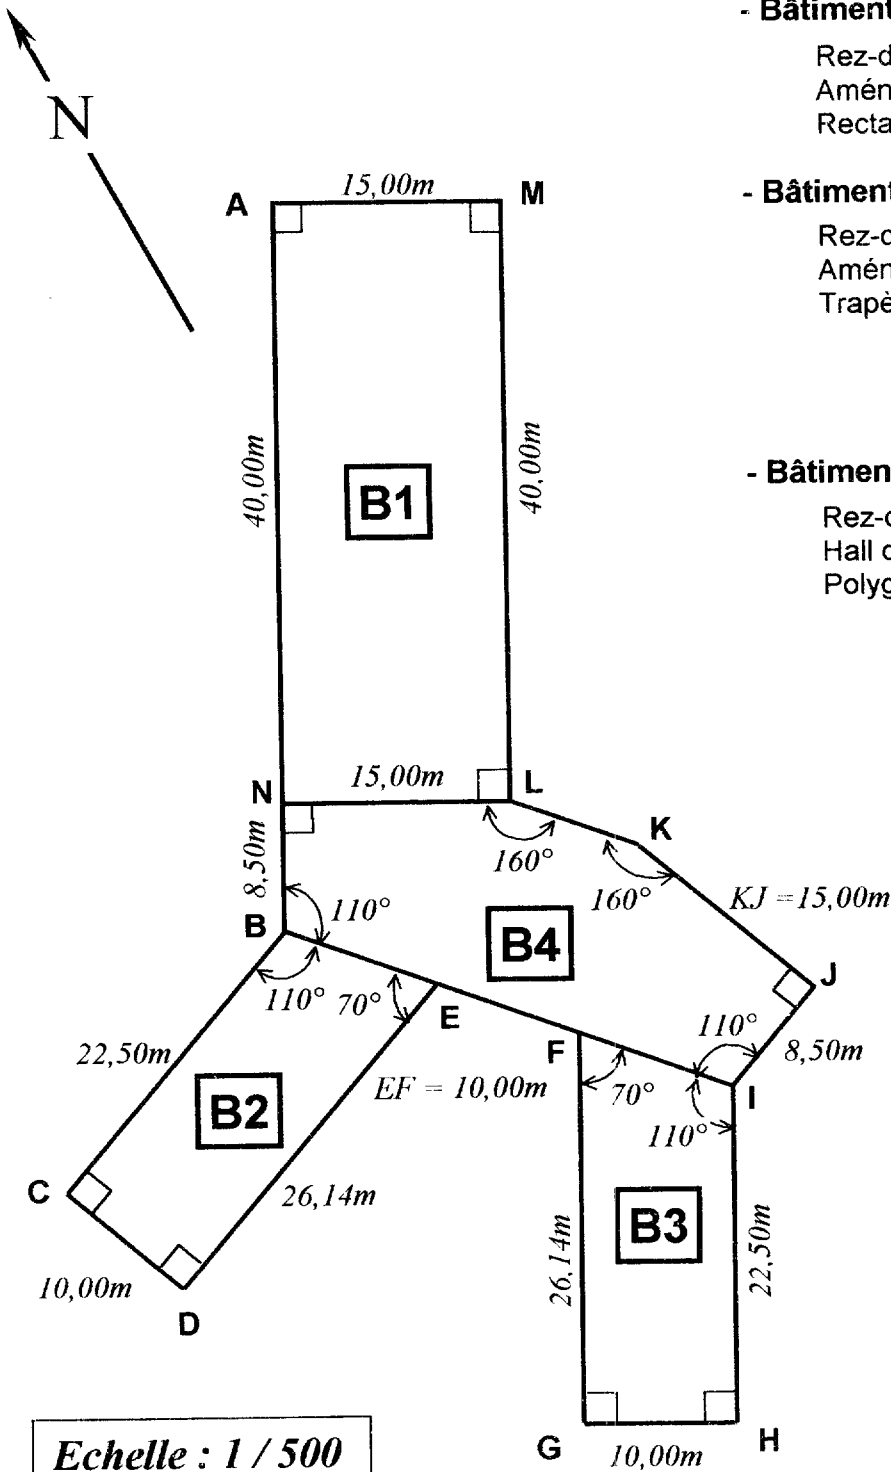 - Bâtiment
Rez-d
Amén
Recta
N
A
15,00m
M
- Bâtiment
Rez-d
Amén
Trapè
40,00m
B1
40,00m
- Bâtimen
Rez-d
Hall d
Polyg
N
15,00m
L
8,50m
160°
K
160°
KJ = 15,00m
B
110°
B4
J
110°
70°
E
110°
8,50m
22,50m
F
EF = 10,00m
70°
I
110°
B2
C
26,14m
B3
26,14m
22,50m
10,00m
D
G
10,00m
H
Echelle : 1 / 500